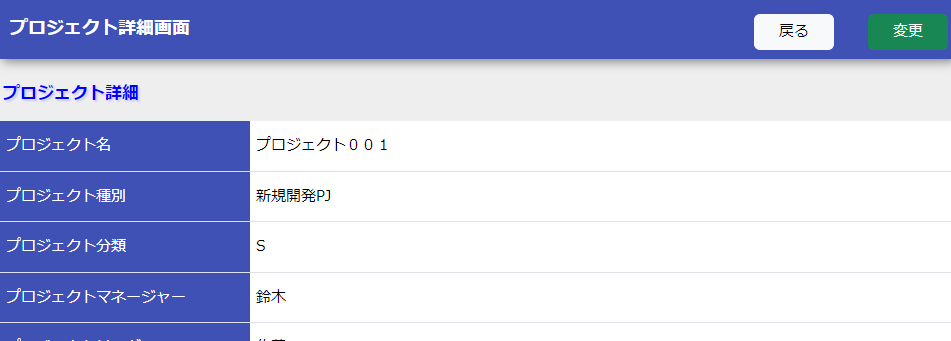 プロジェクト詳細画面
戻る
変更
プロジェクト詳細
プロジェクト名 プロジェクト００１
プロジェクト種別 新規開発PJ
プロジェクト分類 S
プロジェクトマネージャー 鈴木